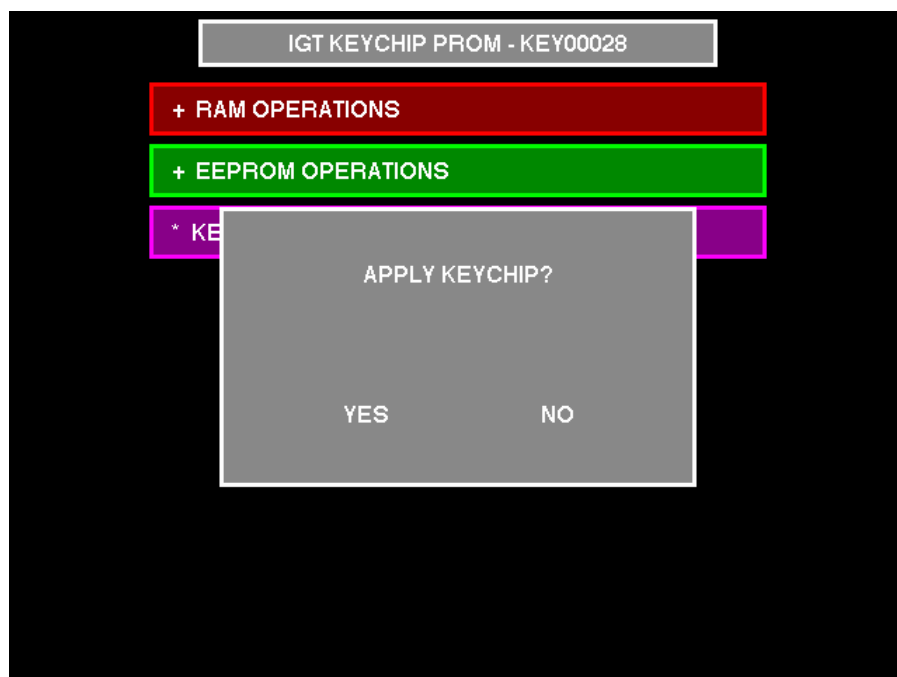 IGT KEYCHIP PROM - KEY00028
+ RAM OPERATIONS
+ EEPROM OPERATIONS
* KE
APPLY KEYCHIP?
YES NO